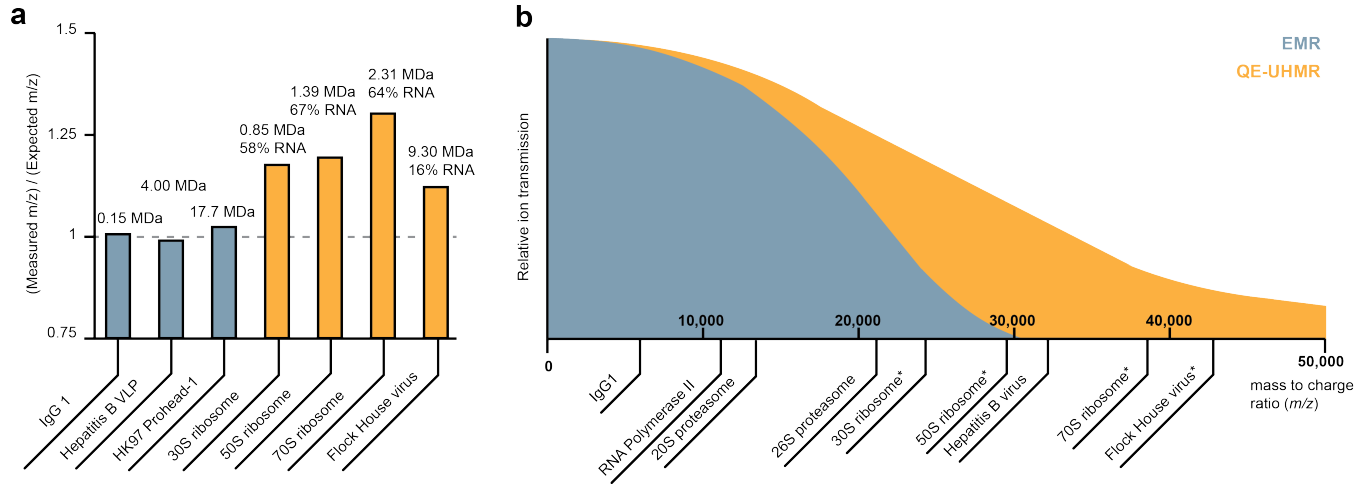 a
(Measured m/z) / (Expected m/z)
1.5
1.25
1
0.75
0.15 MDa
4.00 MDa
17.7 MDa
0.85 MDa
58% RNA
1.39 MDa
67% RNA
2.31 MDa
64% RNA
9.30 MDa
16% RNA
IgG 1
Hepatitis B VLP
HK97 Prohead-1
30S ribosome
50S ribosome
70S ribosome
Flock House virus
b
EMR
QE-UHMR
Relative ion transmission
0
10,000
20,000
30,000
40,000
50,000
mass to charge
ratio (m/z)
IgG1
RNA Polymerase II
20S proteasome
26S proteasome
30S ribosome*
50S ribosome*
Hepatitis B virus
70S ribosome*
Flock House virus*